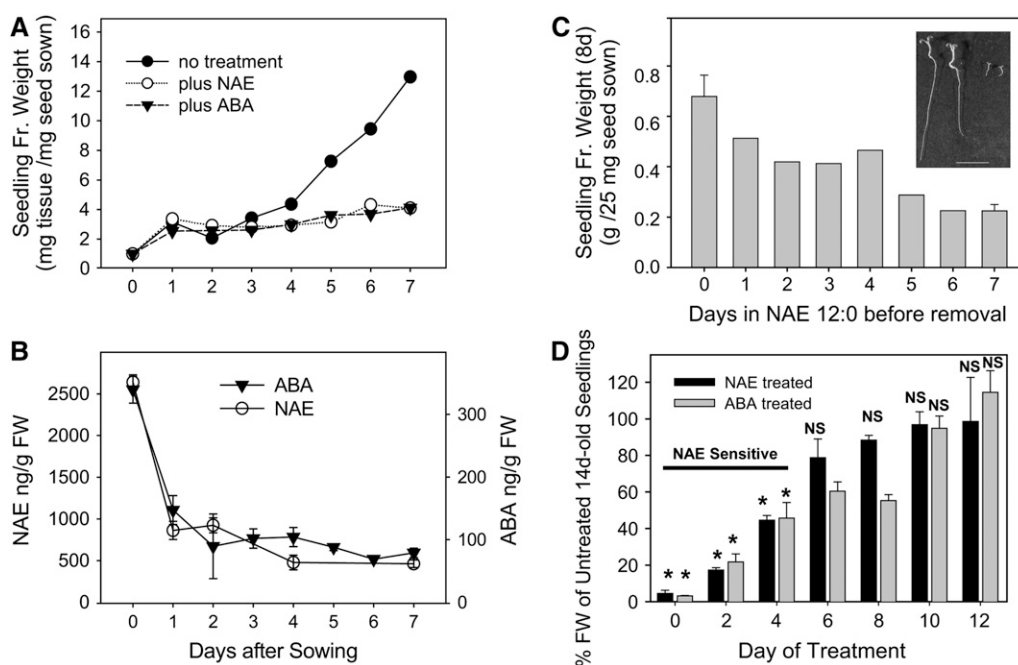 A
Seedling Fr. Weight
(mg tissue /mg seed sown)
16
14
12
10
8
6
4
2
0
no treatment
plus NAE
plus ABA
0 1 2 3 4 5 6 7
Days after Sowing
C
Seedling Fr. Weight (8d)
(g /25 mg seed sown)
0.8
0.6
0.4
0.2
0.0
0 1 2 3 4 5 6 7
Days in NAE 12:0 before removal
B
NAE ng/g FW
2500
2000
1500
1000
500
0
ABA
NAE
300
200
100
0
ABA ng/g FW
0 1 2 3 4 5 6 7
Days after Sowing
D
% FW of Untreated 14d-old Seedlings
120
100
80
60
40
20
0
NAE treated
ABA treated
NAE Sensitive
* * * * * * NS NS NS NS NS NS
0 2 4 6 8 10 12
Day of Treatment